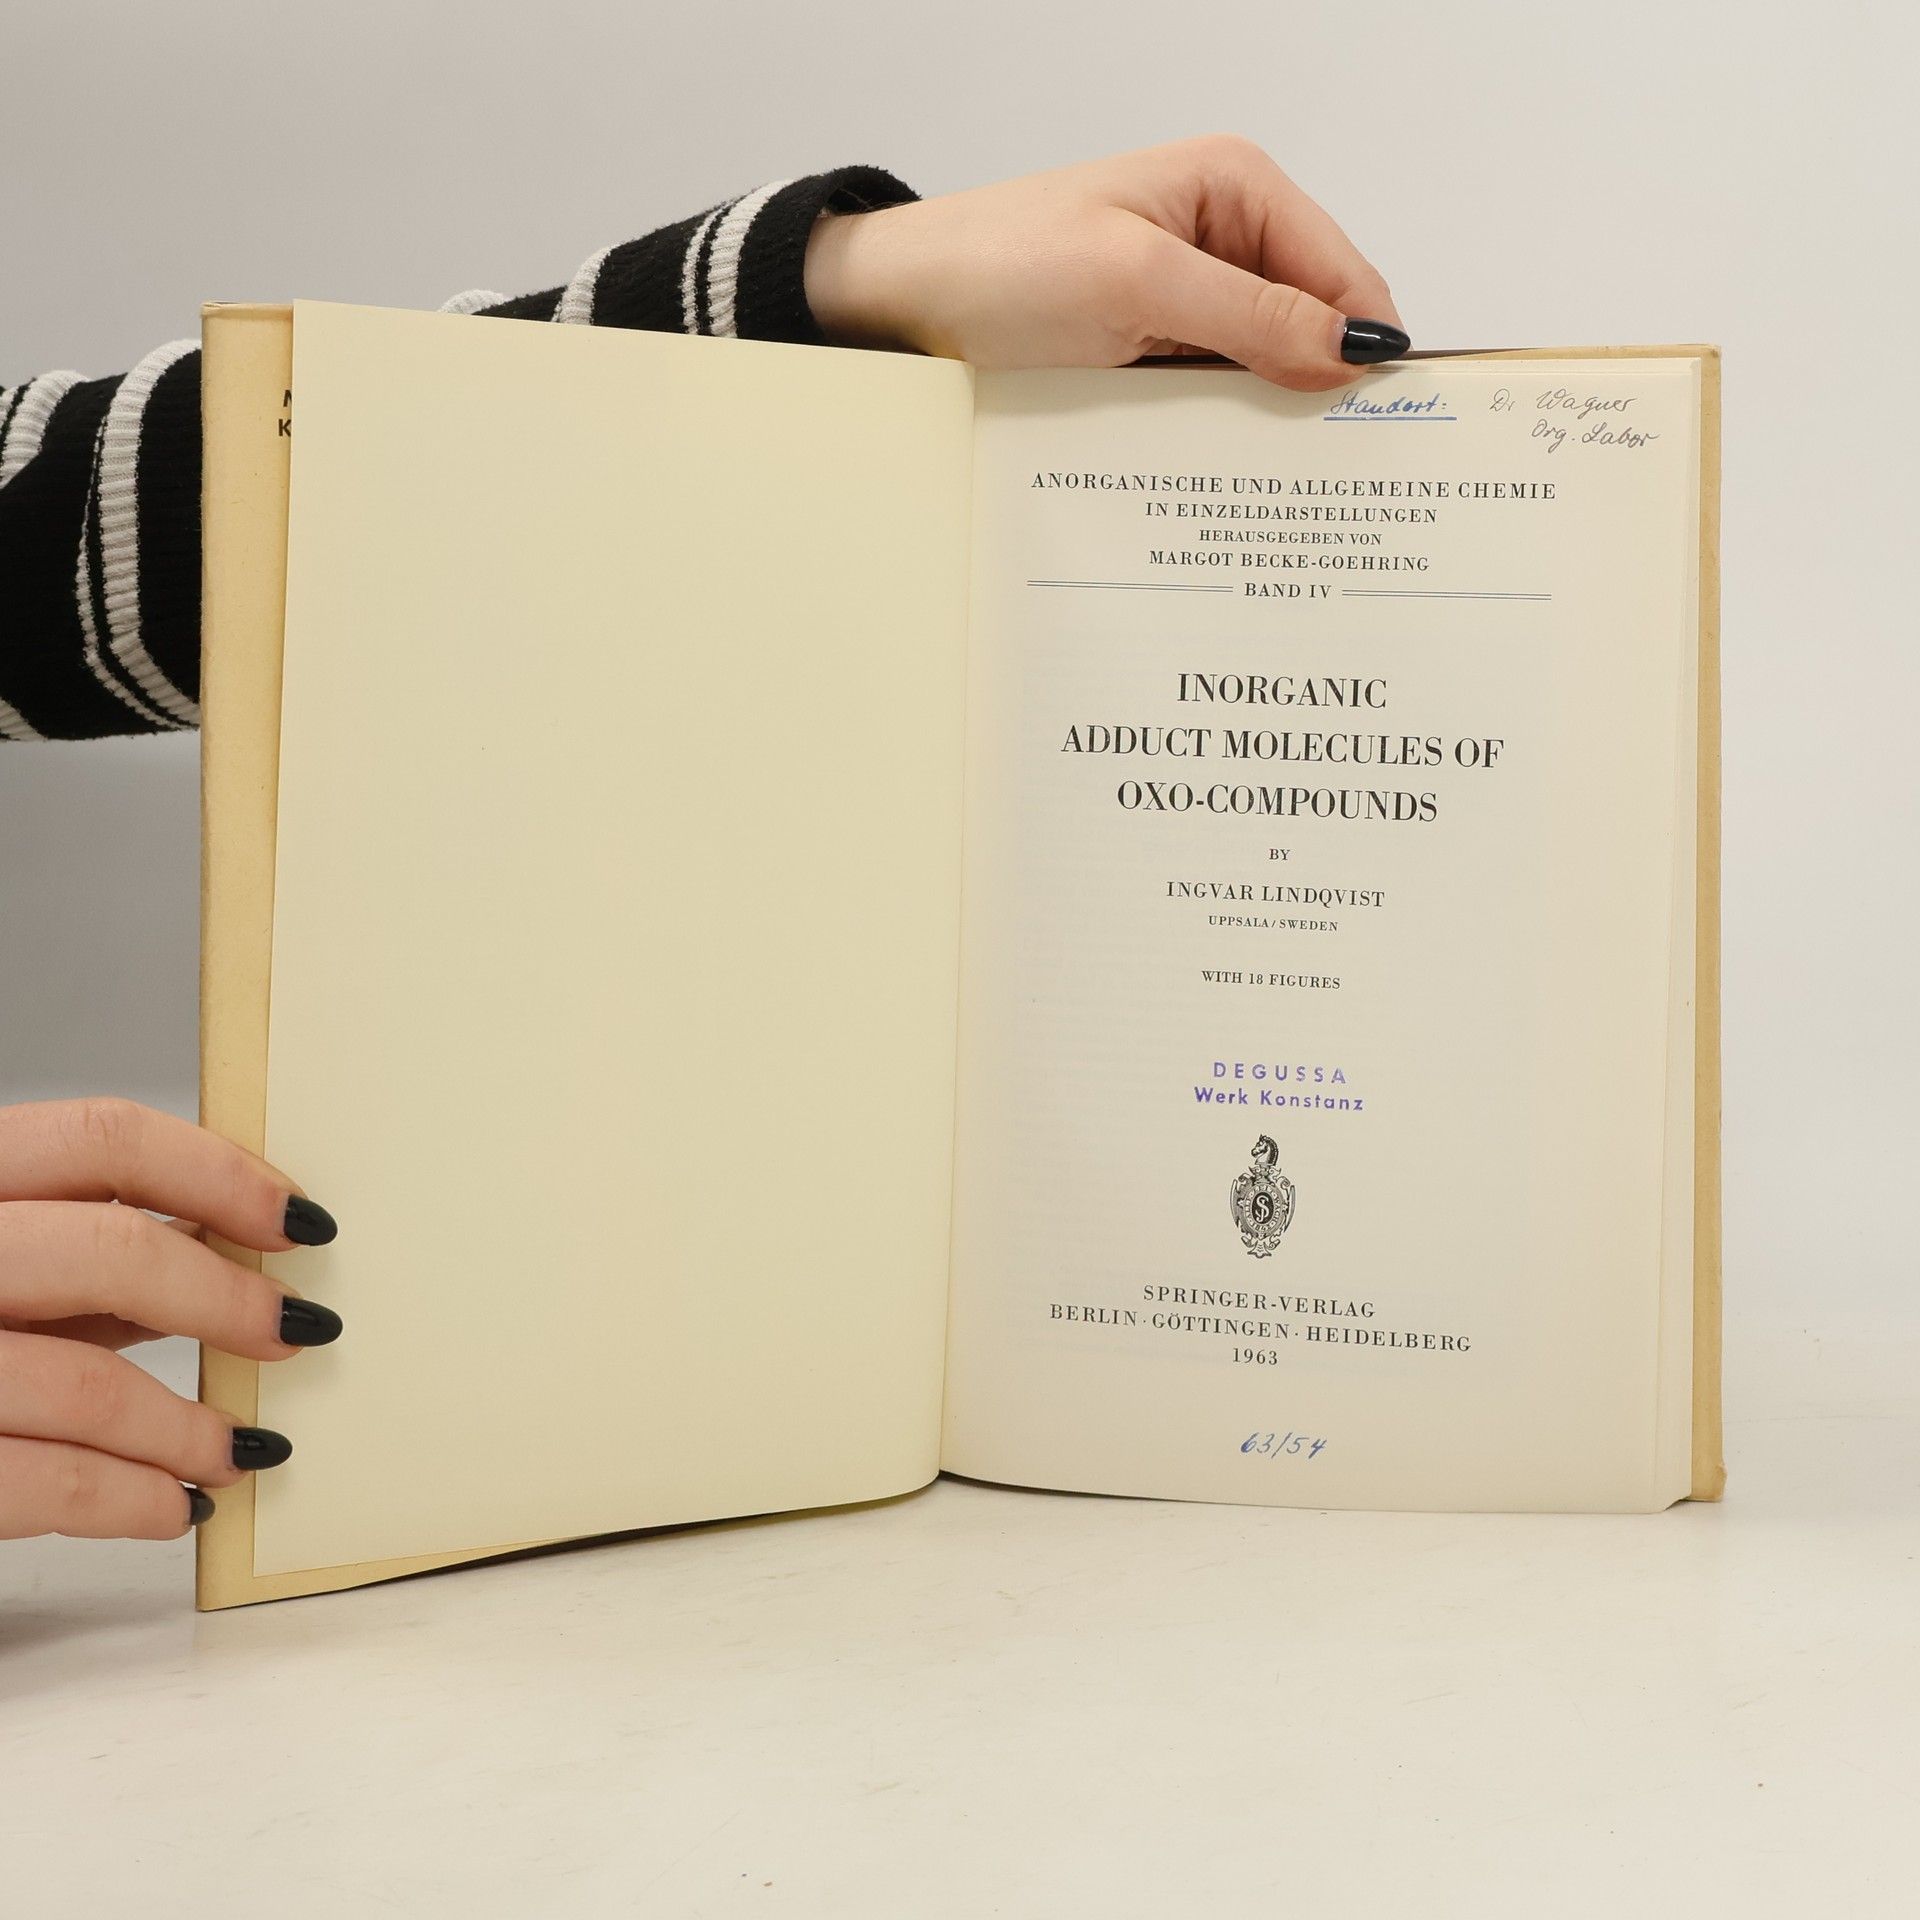 Standort: Dr Wagner
Org. Labor
ANORGANISCHE UND ALLGEMEINE CHEMIE
IN EINZELDARSTELLUNGEN
HERAUSGEGEBEN VON
MARGOT BECKE-GOEHRING
BAND IV
INORGANIC
ADDUCT MOLECULES OF
OXO-COMPOUNDS
BY
INGVAR LINDQVIST
UPPSALA/SWEDEN
WITH 18 FIGURES
DEGUSSA
Werk Konstanz
SPRINGER-VERLAG
BERLIN · GÖTTINGEN · HEIDELBERG
1963
63/54